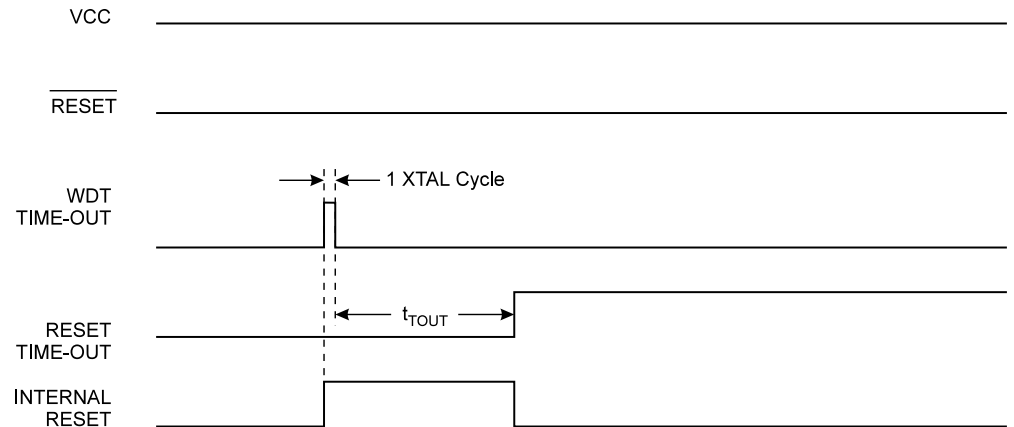 VCC
RESET
WDT
TIME-OUT
1 XTAL Cycle
RESET
TIME-OUT
tTOUT
INTERNAL
RESET